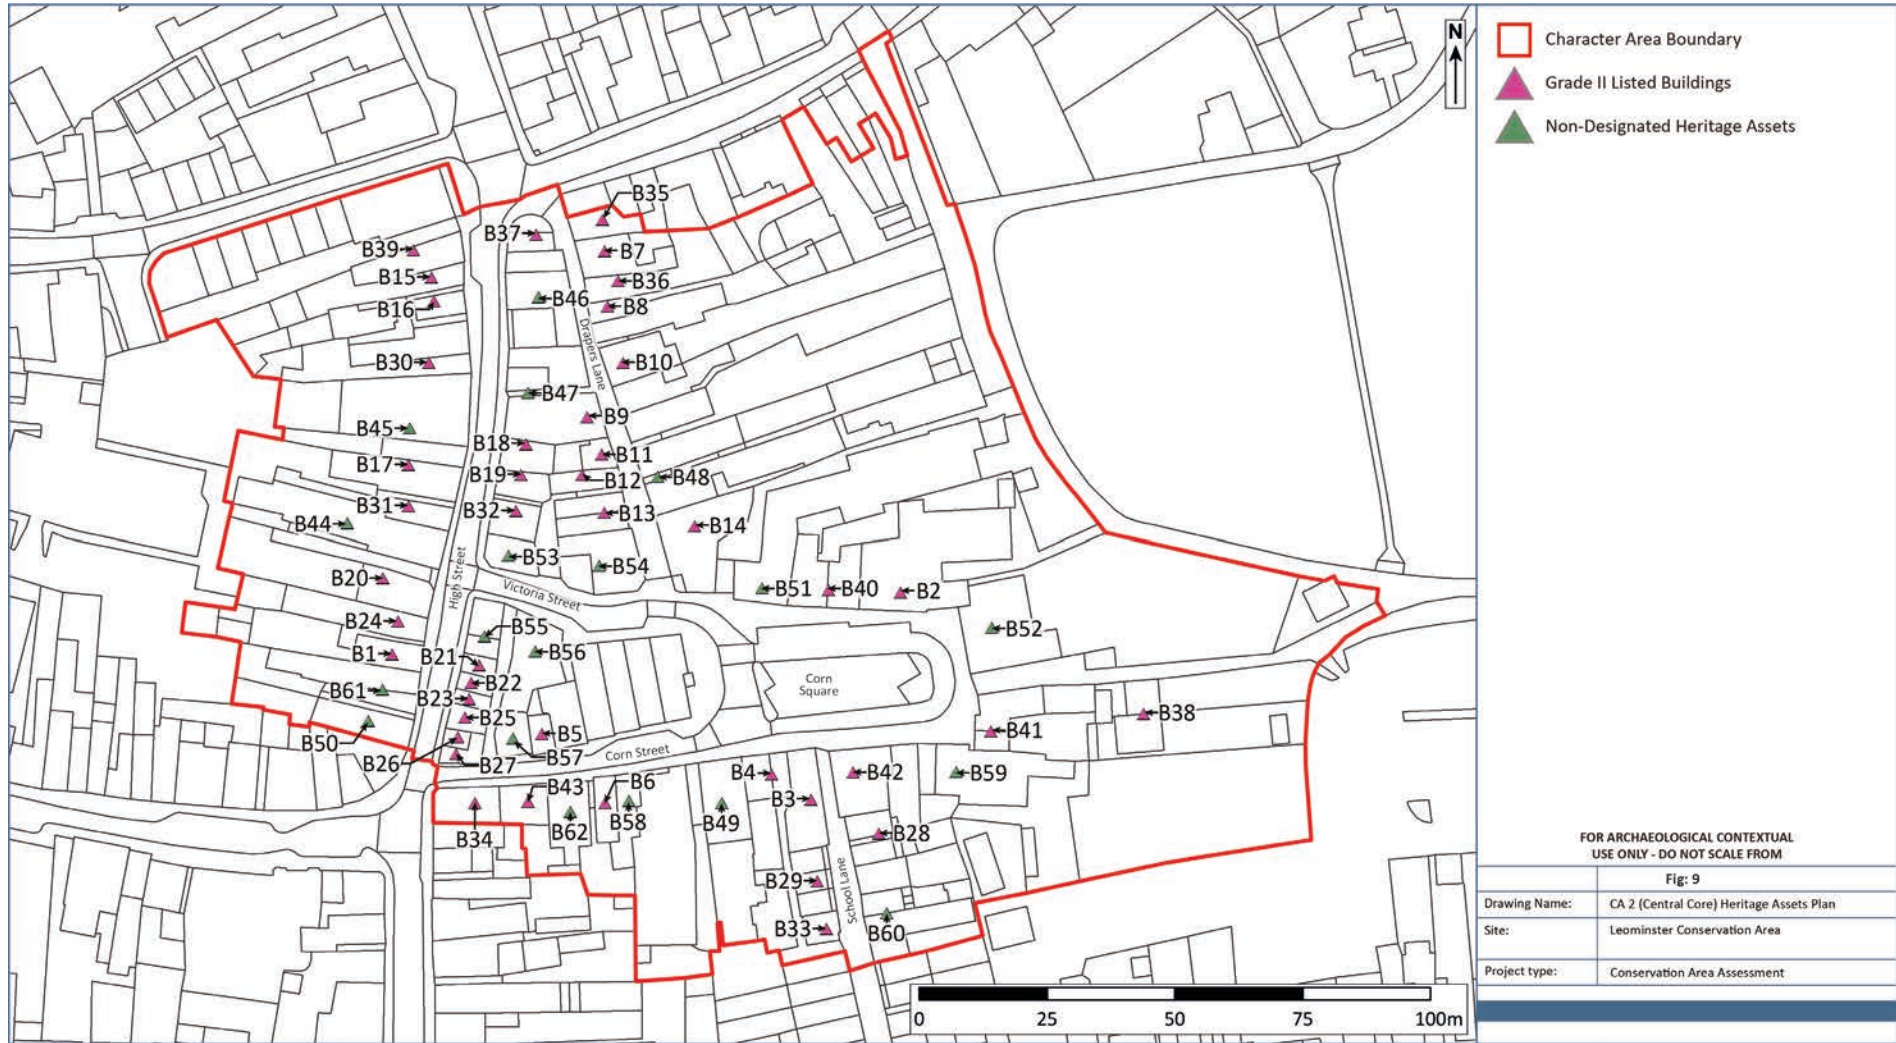 N
Character Area Boundary
Grade II Listed Buildings
Non-Designated Heritage Assets
B35
B37
B7
B39
B15
B36
B46
B16
B8
Drapers Lane
B30
B10
B47
B9
B45
B18
B11
B17
B19
B12
B48
B31
B32
B13
B44
B14
B53
B54
High Street
B20
Victoria Street
B51
B40
B2
B24
B55
B52
B1
B21
B56
B22
Corn
Square
B61
B23
B25
B38
B5
B41
B50
B26
B27
B57
Corn Street
B43
B6
B4
B42
B59
B3
B34
B62
B58
B49
B28
B29
School Lane
B33
B60
0 25 50 75 100m
FOR ARCHAEOLOGICAL CONTEXTUAL
USE ONLY - DO NOT SCALE FROM
Fig: 9
Drawing Name: CA 2 (Central Core) Heritage Assets Plan
Site: Leominster Conservation Area
Project type: Conservation Area Assessment